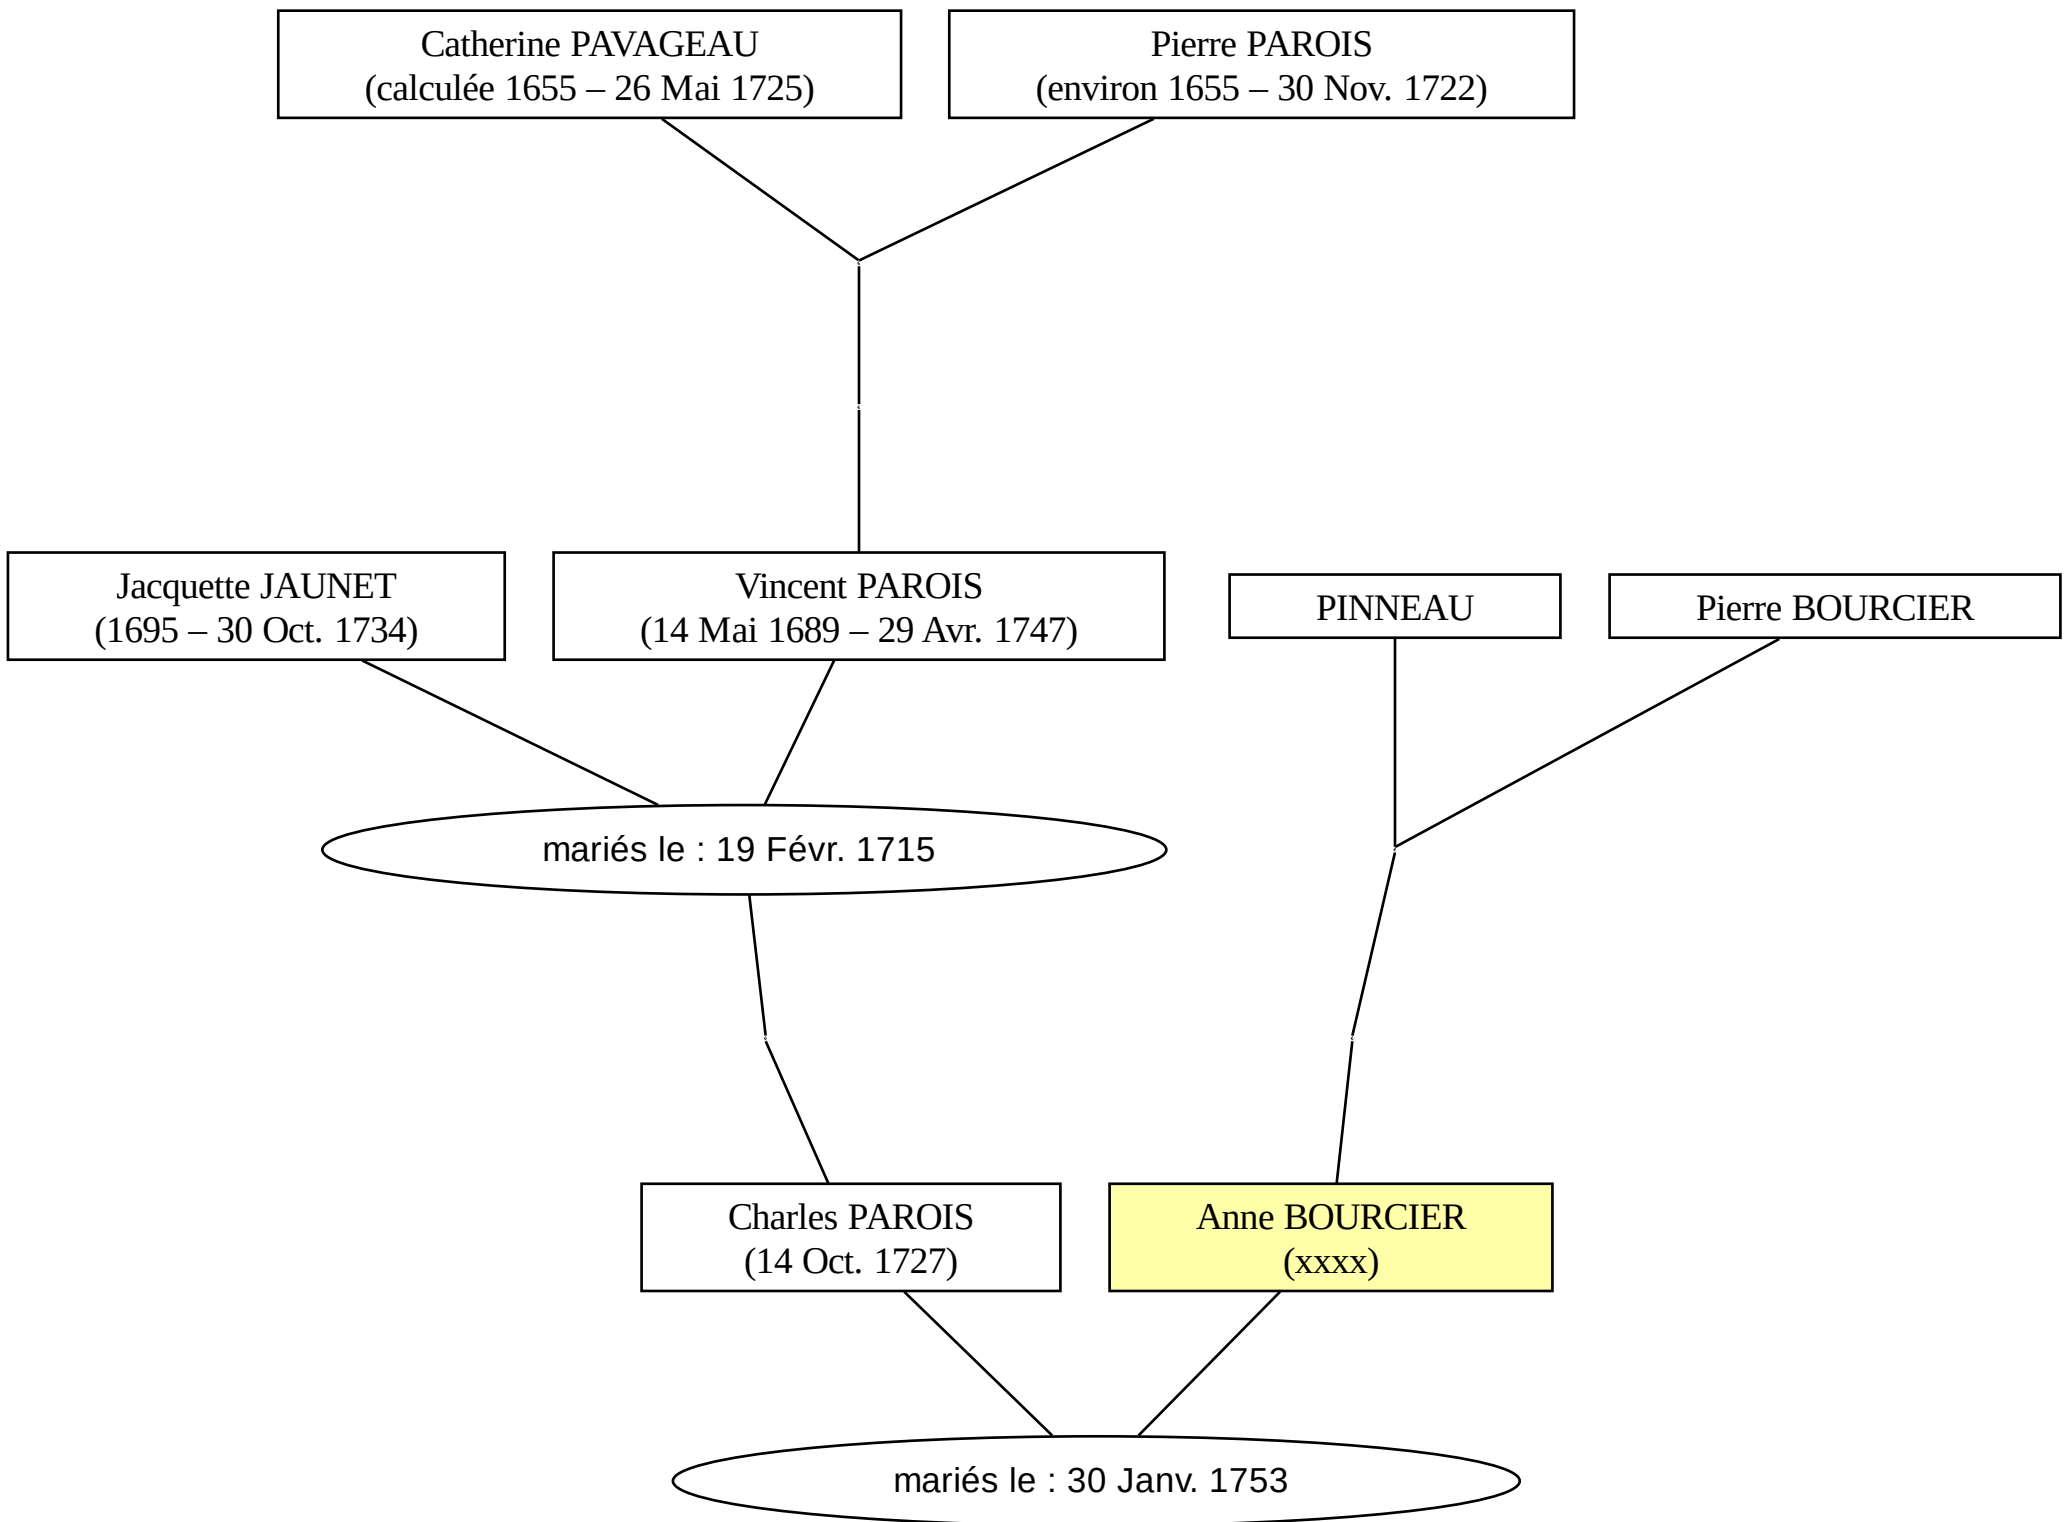 Catherine PAVAGEAU
(calculée 1655 – 26 Mai 1725)
Pierre PAROIS
(environ 1655 – 30 Nov. 1722)
Jacquette JAUNET
(1695 – 30 Oct. 1734)
Vincent PAROIS
(14 Mai 1689 – 29 Avr. 1747)
PINNEAU
Pierre BOURCIER
mariés le : 19 Févr. 1715
Charles PAROIS
(14 Oct. 1727)
Anne BOURCIER
(xxxx)
mariés le : 30 Janv. 1753